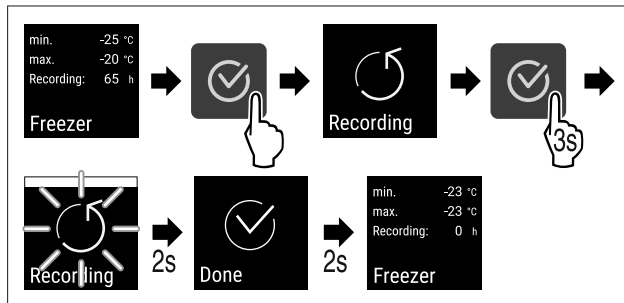 min. -25 °C
max. -20 °C
Recording: 65 h
Freezer
Recording
3s
Recording
2s
Done
2s
min. -23 °C
max. -23 °C
Recording: 0 h
Freezer